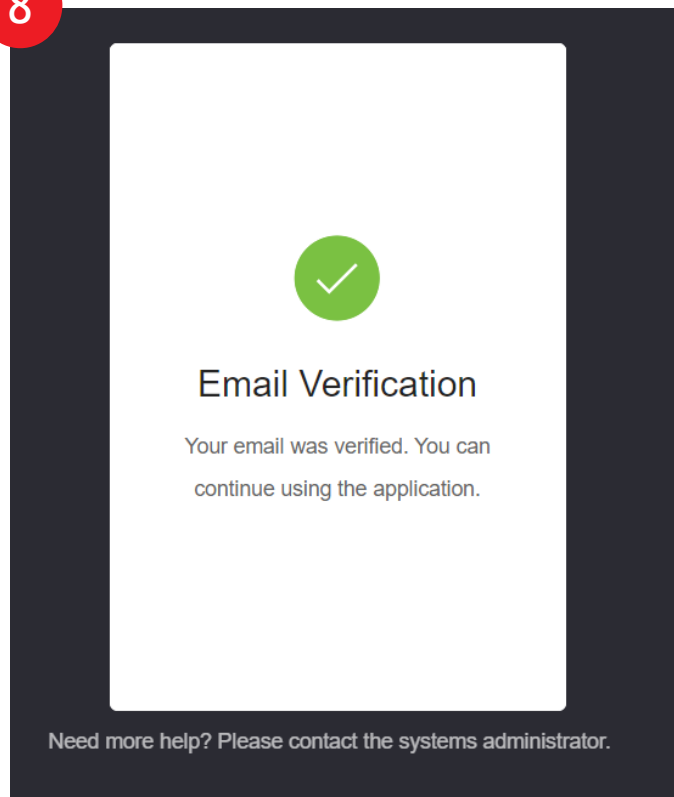 8
Email Verification
Your email was verified. You can
continue using the application.
Need more help? Please contact the systems administrator.